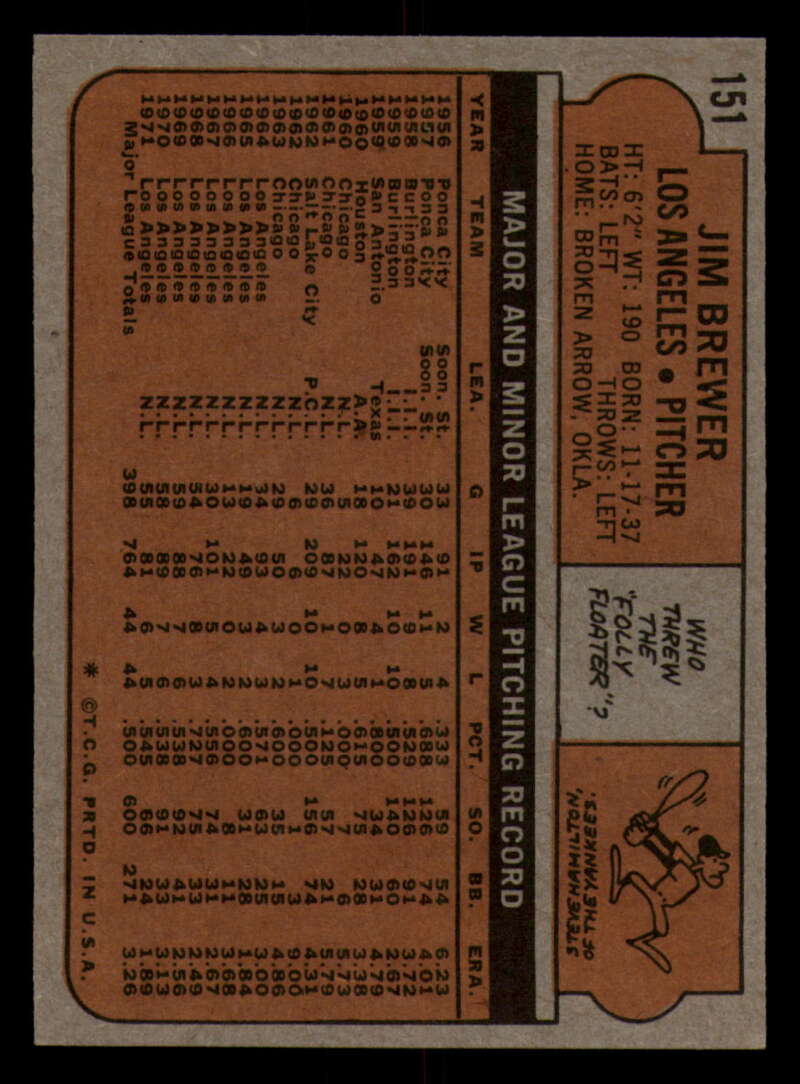 151
JIM BREWER
LOS ANGELES • PITCHER
HT: 6'2" WT: 190 BORN: 11-17-37
BATS: LEFT THROWS: LEFT
HOME: BROKEN ARROW, OKLA.
WHO
THREW
THE
"FOLLY
FLOATER"?
STEVE HAMILTON,
OF THE YANKEES.
MAJOR AND MINOR LEAGUE PITCHING RECORD
YEAR TEAM LEA. G IP W L PCT. SO. BB. ERA.
1956 Ponca City Soon. St. 33 91 2 4 .333 59 54 6.23
1957 Ponca City Soon. St. 30 146 11 5 .688 126 74 4.01
1958 Burlington I.I.I. 39 191 9 8 .529 126 91 3.72
1959 Burlington I.I.I. 21 162 10 10 .500 140 60 2.67
1959 San Antonio Texas 10 47 4 1 .800 34 31 4.79
1960 Houston A.A. 18 120 8 5 .615 75 28 3.38
1960 Chicago N.L. 5 22 0 3 .000 7 6 5.73
1961 Chicago N.L. 36 87 1 7 .125 57 21 5.79
1962 Salt Lake City P.C.L. 29 209 10 10 .500 156 74 4.31
1962 Chicago N.L. 6 6 0 1 .000 1 3 9.00
1963 Chicago N.L. 29 50 3 2 .600 35 15 4.86
1964 Los Angeles N.L. 34 93 4 3 .571 63 25 3.00
1965 Los Angeles N.L. 19 49 3 2 .600 31 28 1.84
1966 Los Angeles N.L. 13 22 0 2 .000 8 11 3.68
1967 Los Angeles N.L. 30 101 5 4 .556 74 31 2.67
1968 Los Angeles N.L. 54 76 8 3 .727 75 33 2.49
1969 Los Angeles N.L. 59 88 7 6 .538 92 41 2.56
1970 Los Angeles N.L. 58 89 7 6 .538 91 33 3.13
1971 Los Angeles N.L. 55 81 6 5 .545 66 24 1.89
Major League Totals 398 764 44 44 .500 600 271 3.26
* ©T.C.G. PRTD. IN U.S.A.